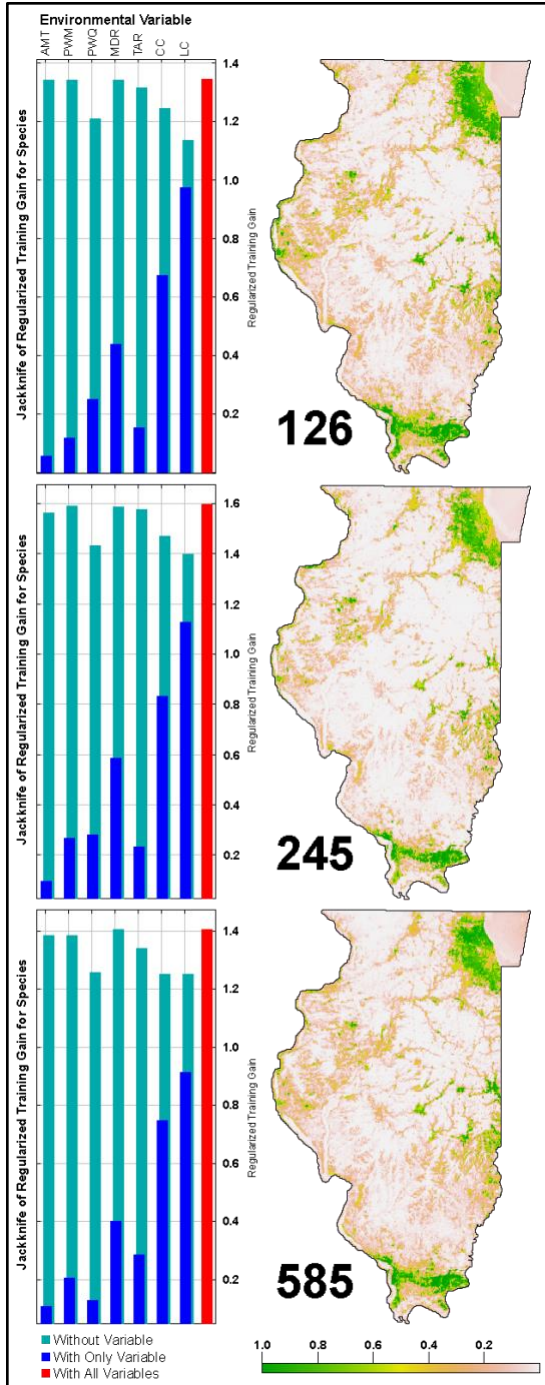 Environmental Variable
AMT
PWM
PWQ
MDR
TAR
CC
LC
Jackknife of Regularized Training Gain for Species
1.4
1.2
1.0
0.8
0.6
0.4
0.2
Regularized Training Gain
126
Jackknife of Regularized Training Gain for Species
1.6
1.4
1.2
1.0
0.8
0.6
0.4
0.2
Regularized Training Gain
245
Jackknife of Regularized Training Gain for Species
1.4
1.2
1.0
0.8
0.6
0.4
0.2
Regularized Training Gain
585
Without Variable
With Only Variable
With All Variables
1.0 0.8 0.6 0.4 0.2